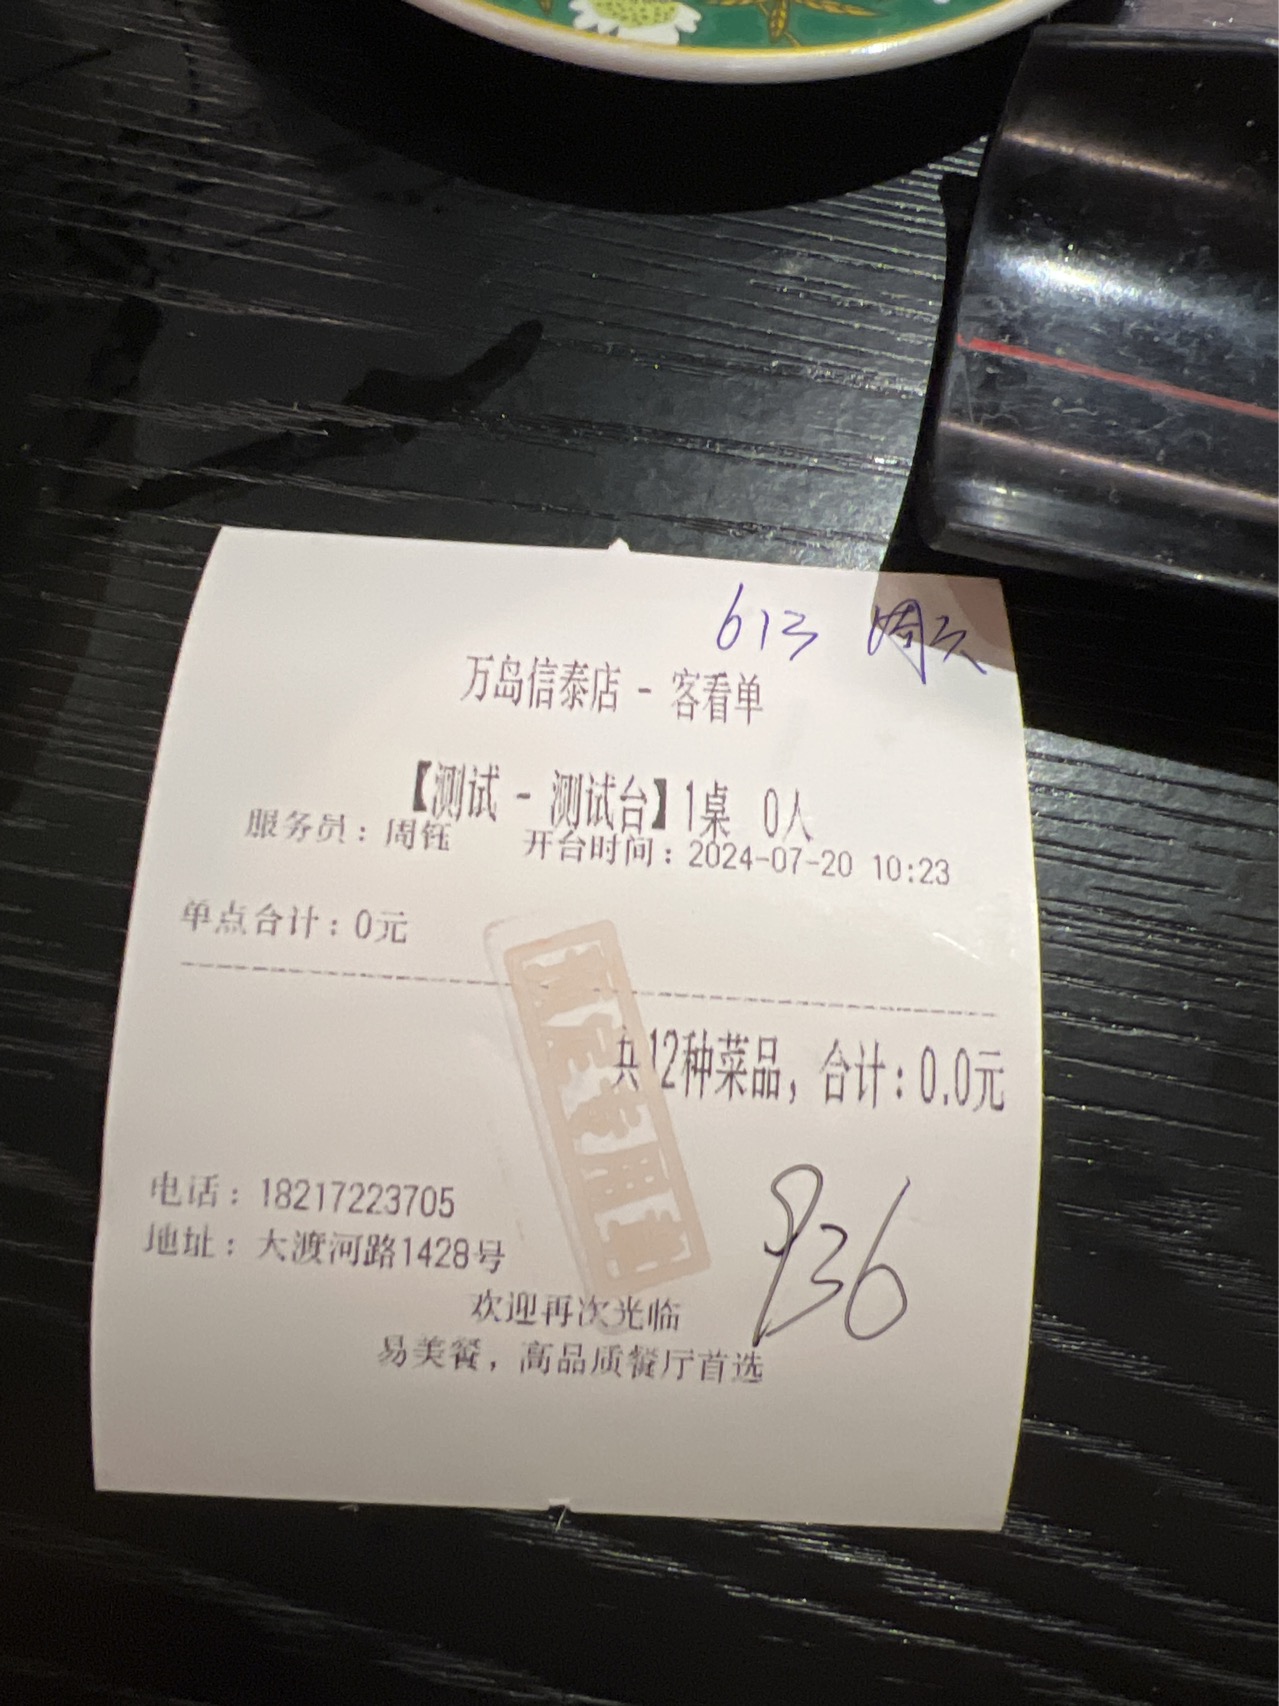 613 周六
万岛信泰店 - 客看单
【测试 - 测试台】1桌 0人
服务员：周钰 开台时间：2024-07-20 10:23
单点合计：0元
共12种菜品，合计：0.0元
电话：18217223705
地址：大渡河路1428号
936
欢迎再次光临
易美餐，高品质餐厅首选